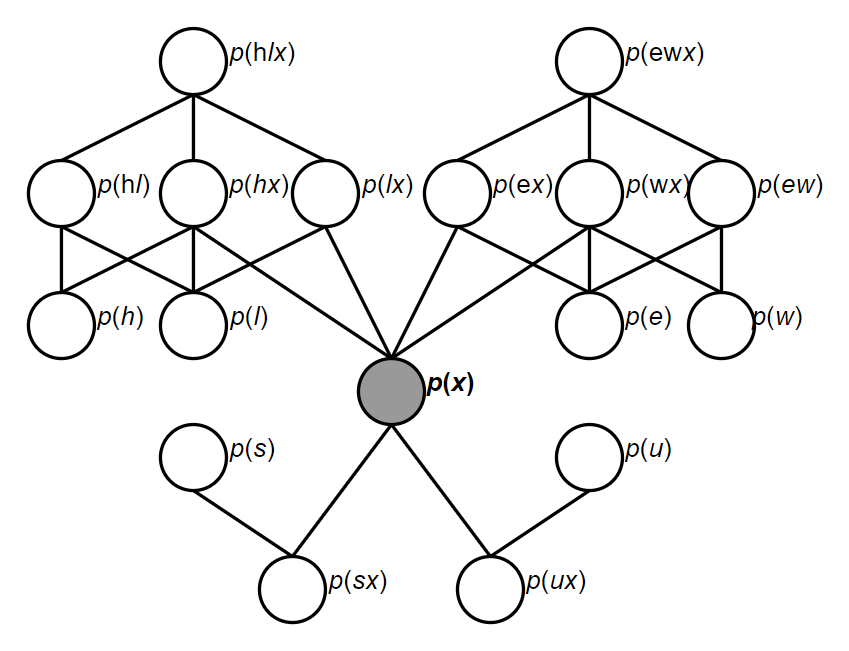 p(hlx)
p(ewx)
p(hl)
p(hx)
p(lx)
p(ex)
p(wx)
p(ew)
p(h)
p(l)
p(e)
p(w)
p(x)
p(s)
p(u)
p(sx)
p(ux)